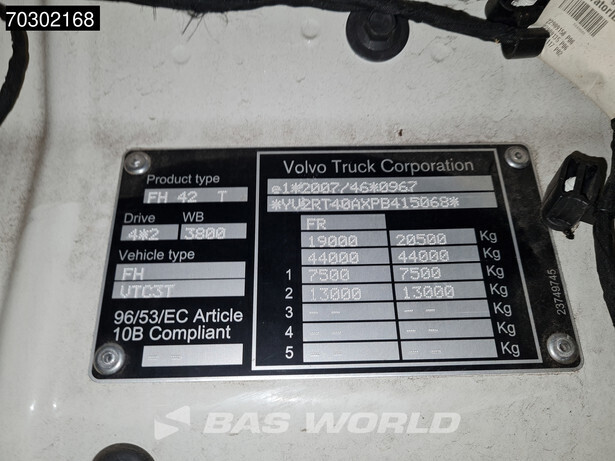 70302168
Product type
FH 42 T
Drive WB
4*2 3800
Vehicle type
FH
VTC3T
96/53/EC Article
10B Compliant
-- --
Volvo Truck Corporation
e1*2007/46*0967
*YV2RT40AXPB415068*
FR
19000 20500 Kg
44000 44000 Kg
1 7500 7500 Kg
2 13000 13000 Kg
3 -- -- -- -- Kg
4 -- -- -- -- Kg
5 -- -- -- -- Kg
23749745
BAS WORLD